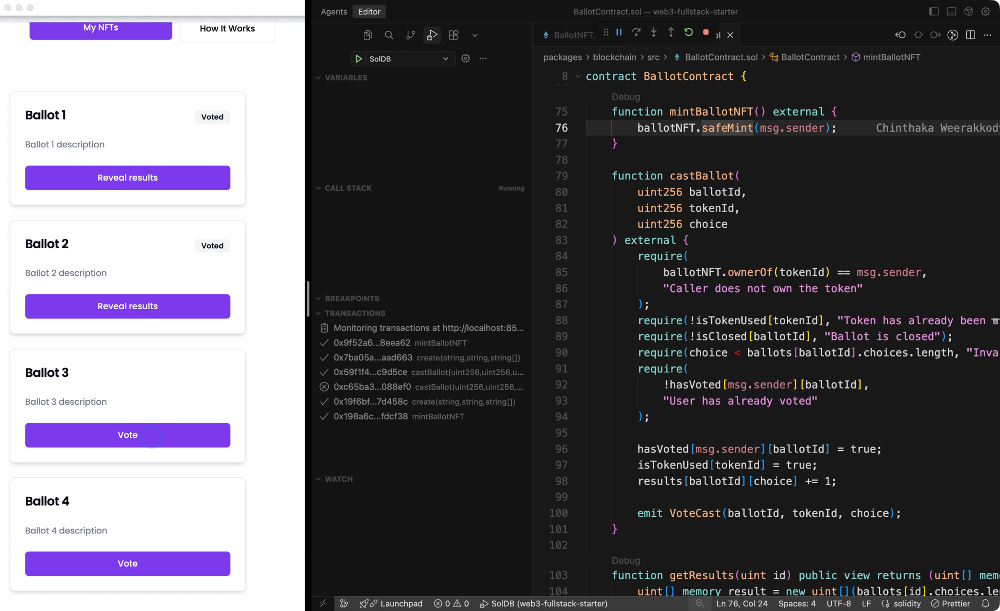 My NFTs
How It Works
Ballot 1
Voted
Ballot 1 description
Reveal results
Ballot 2
Voted
Ballot 2 description
Reveal results
Ballot 3
Ballot 3 description
Vote
Ballot 4
Ballot 4 description
Vote
Agents
Editor
BallotContract.sol — web3-fullstack-starter
SolDB
VARIABLES
CALL STACK
Running
BREAKPOINTS
TRANSACTIONS
Monitoring transactions at http://localhost:85...
0x9f52a6...8eea62 mintBallotNFT
0x7ba05a...aad663 create(string,string,string[])
0x59f1f4...c9d5ce castBallot(uint256,uint256,u...
0xc65ba3...088ef0 castBallot(uint256,uint256,...
0x19f6bf...7d458c create(string,string,string[])
0x198a6c...fdcf38 mintBallotNFT
WATCH
BallotNFT.
ol
packages > blockchain > src > BallotContract.sol > BallotContract > mintBallotNFT
8 contract BallotContract {
Debug
75 function mintBallotNFT() external {
76 ballotNFT.safeMint(msg.sender); Chinthaka Weerakkody
77 }
78
79 function castBallot(
80 uint256 ballotId,
81 uint256 tokenId,
82 uint256 choice
83 ) external {
84 require(
85 ballotNFT.ownerOf(tokenId) == msg.sender,
86 "Caller does not own the token"
87 );
88 require(!isTokenUsed[tokenId], "Token has already been
89 require(!isClosed[ballotId], "Ballot is closed");
90 require(choice < ballots[ballotId].choices.length, "Inva
91 require(
92 !hasVoted[msg.sender][ballotId],
93 "User has already voted"
94 );
95
96 hasVoted[msg.sender][ballotId] = true;
97 isTokenUsed[tokenId] = true;
98 results[ballotId][choice] += 1;
99
100 emit VoteCast(ballotId, tokenId, choice);
101 }
102
Debug
103 function getResults(uint id) public view returns (uint[] mem
104 uint[] memory result = new uint[](ballots[id].choices.le
Launchpad
0
0
SolDB (web3-fullstack-starter)
Ln 76, Col 24
Spaces: 4
UTF-8
LF
solidity
Prettier